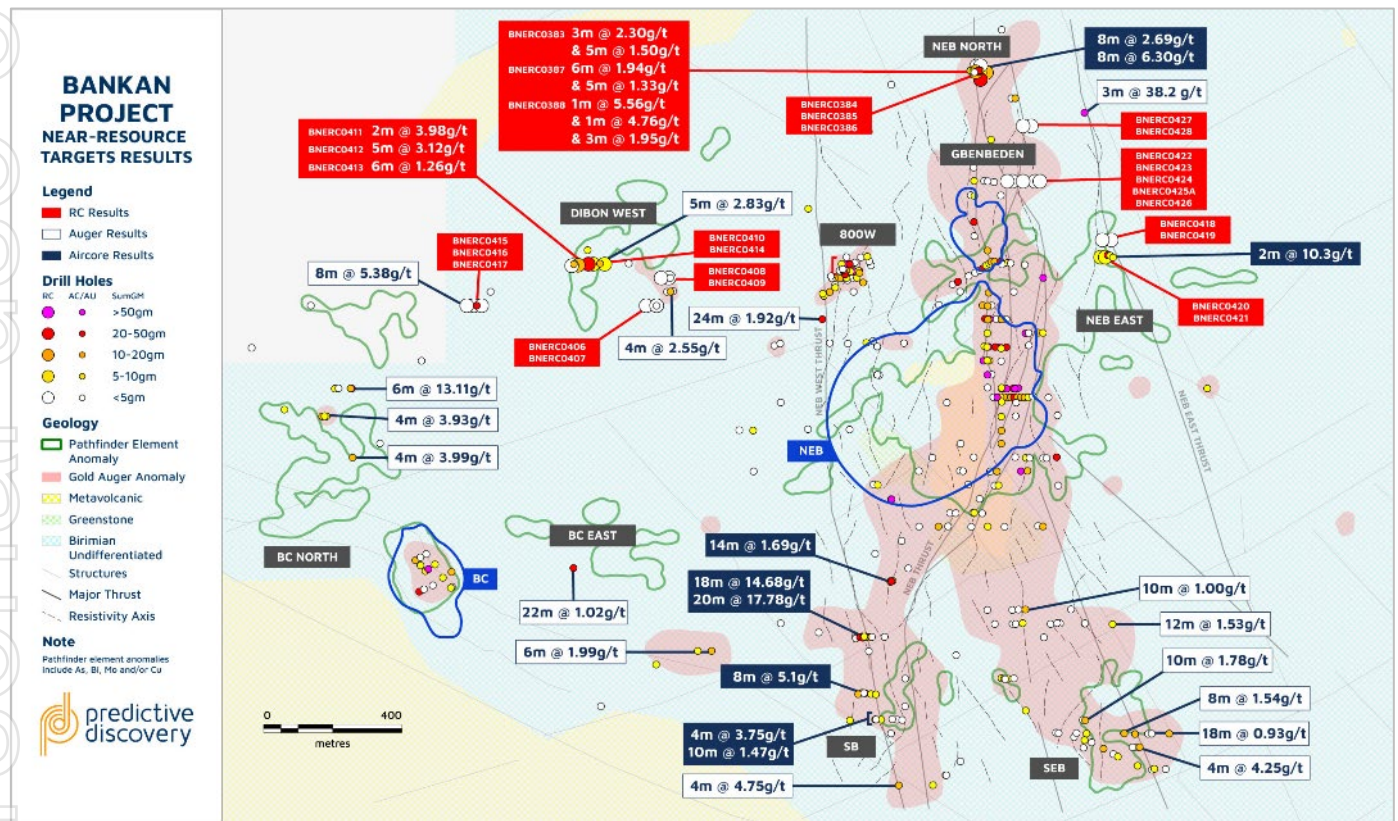 BANKAN
PROJECT
NEAR-RESOURCE
TARGETS RESULTS
Legend
RC Results
Auger Results
Aircore Results
Drill Holes
RC AC/AU SumGM
>50gm
20-50gm
10-20gm
5-10gm
<5gm
Geology
Pathfinder Element
Anomaly
Gold Auger Anomaly
Metavolcanic
Greenstone
Birimian
Undifferentiated
Structures
Major Thrust
Resistivity Axis
Note
Pathfinder element anomalies
Include As, Bi, Mo and/or Cu
predictive
discovery
BNERC0383 3m @ 2.30g/t
& 5m @ 1.50g/t
BNERC0387 6m @ 1.94g/t
& 5m @ 1.33g/t
BNERC0388 1m @ 5.56g/t
& 1m @ 4.76g/t
& 3m @ 1.95g/t
NEB NORTH
8m @ 2.69g/t
8m @ 6.30g/t
3m @ 38.2 g/t
BNERC0384
BNERC0385
BNERC0386
BNERC0427
BNERC0428
BNERC0411 2m @ 3.98g/t
BNERC0412 5m @ 3.12g/t
BNERC0413 6m @ 1.26g/t
GBENBEDEN
BNERC0422
BNERC0423
BNERC0424
BNERC0425A
BNERC0426
DIBON WEST
5m @ 2.83g/t
800W
BNERC0418
BNERC0419
BNERC0415
BNERC0416
BNERC0417
BNERC0410
BNERC0414
2m @ 10.3g/t
8m @ 5.38g/t
BNERC0408
BNERC0409
24m @ 1.92g/t
NEB EAST
BNERC0420
BNERC0421
BNERC0406
BNERC0407
4m @ 2.55g/t
NEB WEST THRUST
6m @ 13.11g/t
4m @ 3.93g/t
NEB EAST THRUST
4m @ 3.99g/t
NEB
BC NORTH
BC EAST
14m @ 1.69g/t
BC
18m @ 14.68g/t
20m @ 17.78g/t
NEB THRUST
22m @ 1.02g/t
10m @ 1.00g/t
12m @ 1.53g/t
6m @ 1.99g/t
10m @ 1.78g/t
8m @ 5.1g/t
8m @ 1.54g/t
0 400
metres
4m @ 3.75g/t
10m @ 1.47g/t
SB
18m @ 0.93g/t
SEB
4m @ 4.25g/t
4m @ 4.75g/t